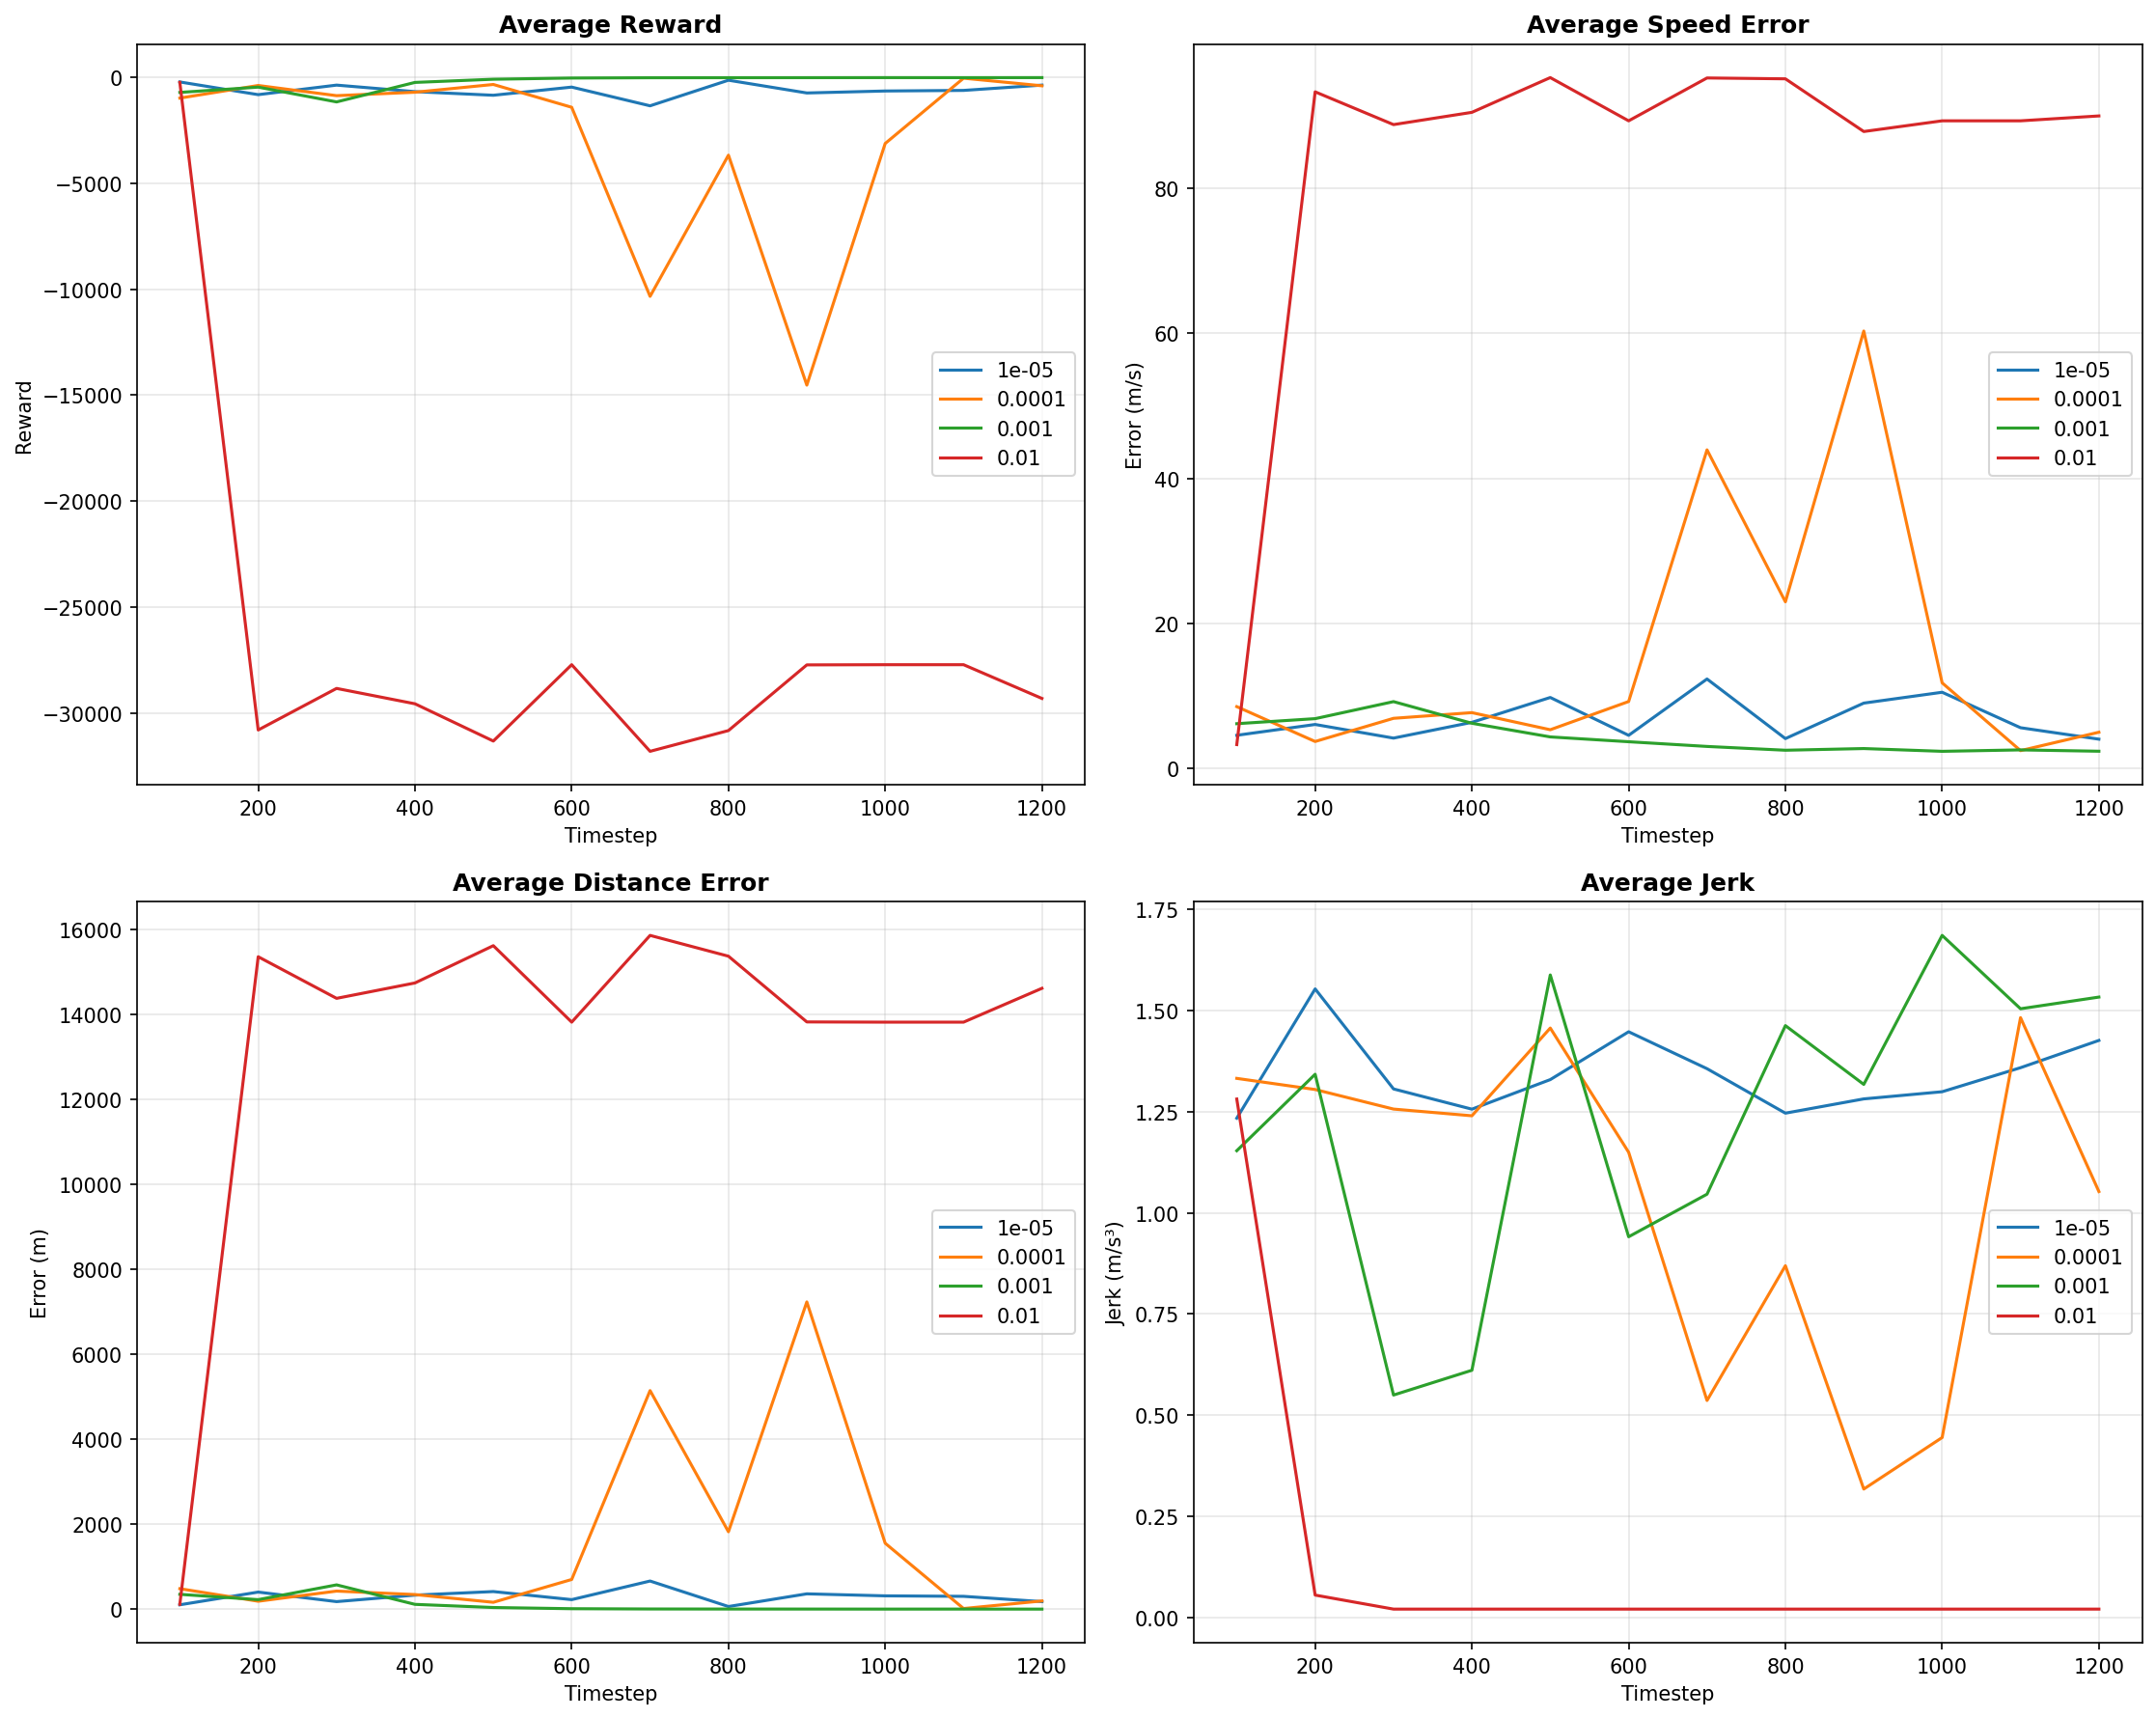 Average Reward
0
−5000
−10000
−15000
−20000
−25000
−30000
Reward
200 400 600 800 1000 1200
Timestep
1e-05
0.0001
0.001
0.01
Average Speed Error
80
60
40
20
0
Error (m/s)
200 400 600 800 1000 1200
Timestep
1e-05
0.0001
0.001
0.01
Average Distance Error
16000
14000
12000
10000
8000
6000
4000
2000
0
Error (m)
200 400 600 800 1000 1200
Timestep
1e-05
0.0001
0.001
0.01
Average Jerk
1.75
1.50
1.25
1.00
0.75
0.50
0.25
0.00
Jerk (m/s³)
200 400 600 800 1000 1200
Timestep
1e-05
0.0001
0.001
0.01